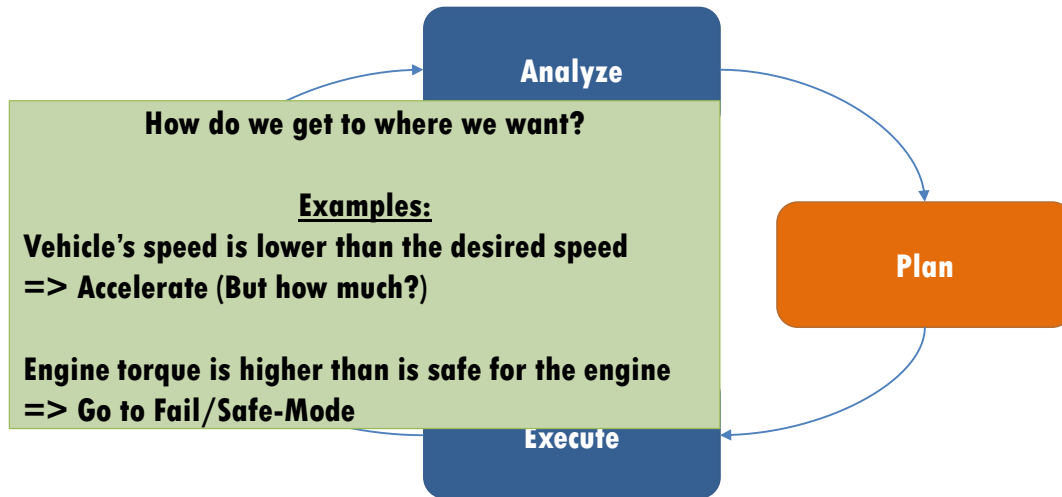 Analyze
How do we get to where we want?
Examples:
Vehicle's speed is lower than the desired speed
=> Accelerate (But how much?)
Plan
Engine torque is higher than is safe for the engine
=> Go to Fail/Safe-Mode
Execute